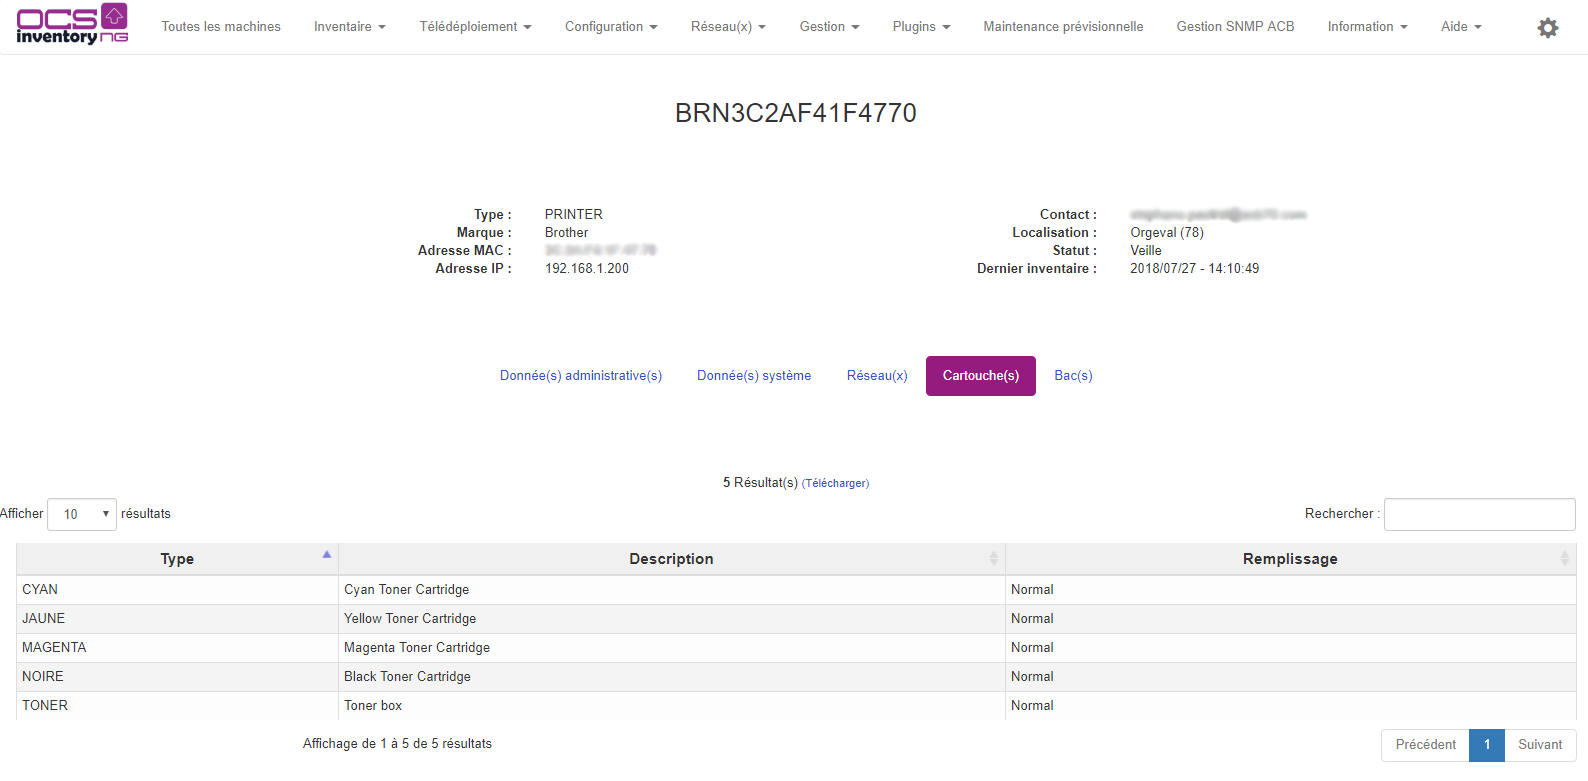 OCS inventory NG
Toutes les machines Inventaire Télédéploiement Configuration Réseau(x) Gestion Plugins Maintenance prévisionnelle Gestion SNMP ACB Information Aide
BRN3C2AF41F4770
Type : PRINTER
Marque : Brother
Adresse MAC :
Adresse IP : 192.168.1.200
Contact :
Localisation : Orgeval (78)
Statut : Veille
Dernier inventaire : 2018/07/27 - 14:10:49
Donnée(s) administrative(s) Donnée(s) système Réseau(x) Cartouche(s) Bac(s)
5 Résultat(s) (Télécharger)
Afficher 10 résultats Rechercher :
Type Description Remplissage
CYAN Cyan Toner Cartridge Normal
JAUNE Yellow Toner Cartridge Normal
MAGENTA Magenta Toner Cartridge Normal
NOIRE Black Toner Cartridge Normal
TONER Toner box Normal
Affichage de 1 à 5 de 5 résultats Précédent 1 Suivant